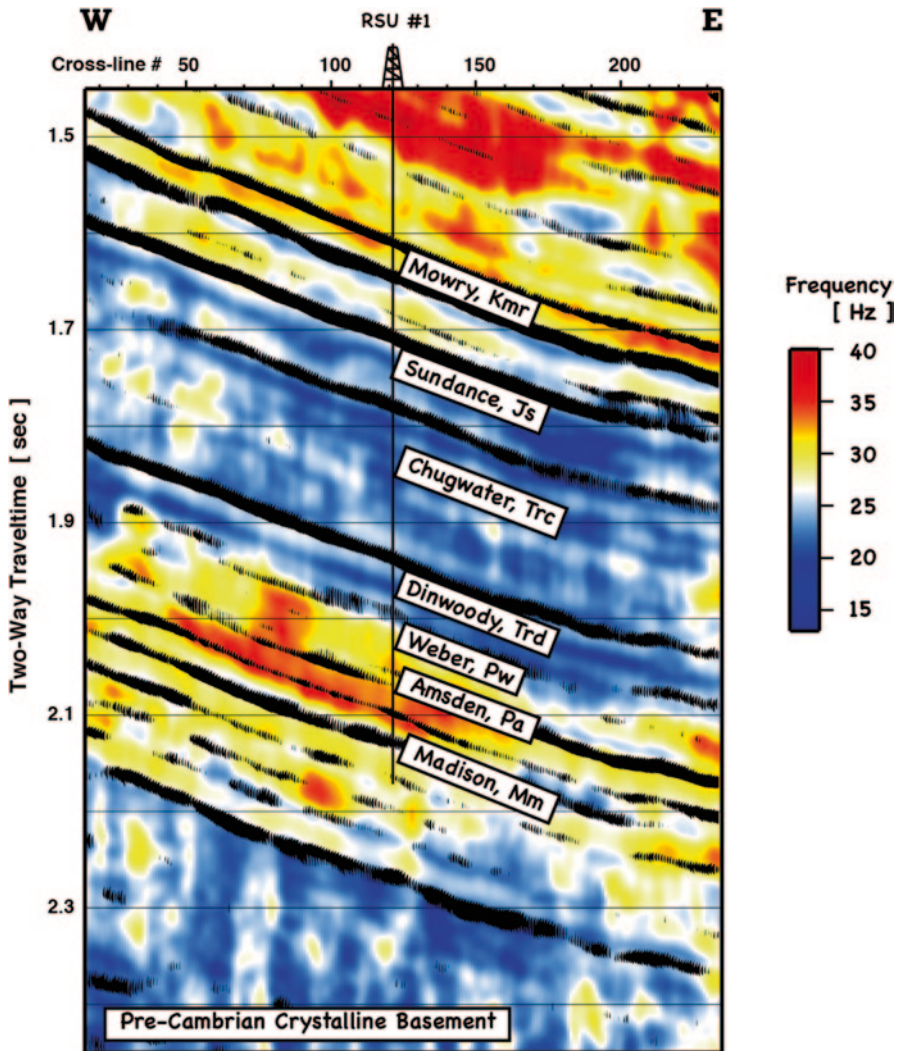 W
RSU #1
E
Cross-line # 50 100 150 200
1.5
1.7
1.9
2.1
2.3
Two-Way Traveltime [ sec ]
Mowry, Kmr
Sundance, Js
Chugwater, Trc
Dinwoody, Trd
Weber, Pw
Amsden, Pa
Madison, Mm
Pre-Cambrian Crystalline Basement
Frequency
[ Hz ]
40
35
30
25
20
15